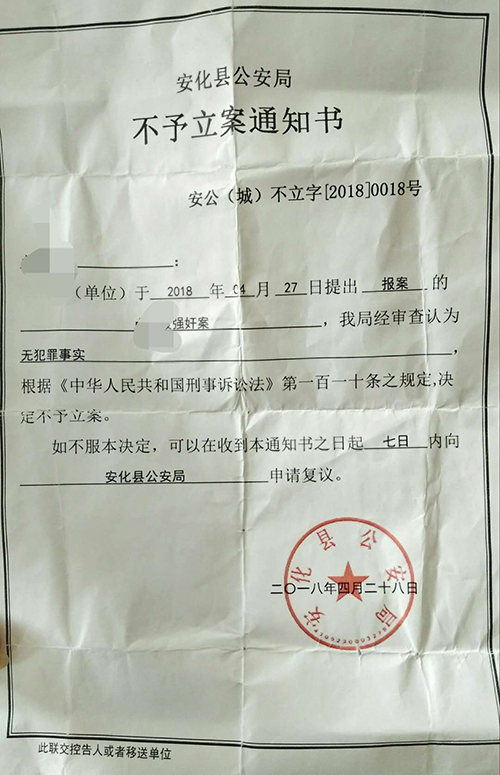 安化县公安局
不予立案通知书
安公（城）不立字[2018]0018号
：
（单位）于 2018 年 04 月 27 日提出 报案 的
强奸案 ，我局经审查认为
无犯罪事实 ，
根据《中华人民共和国刑事诉讼法》第一百一十条之规定,决
定不予立案。
如不服本决定，可以在收到本通知书之日起 七日 内向
安化县公安局 申请复议。
安化县公安局
二〇一八年四月二十八日
此联交控告人或者移送单位